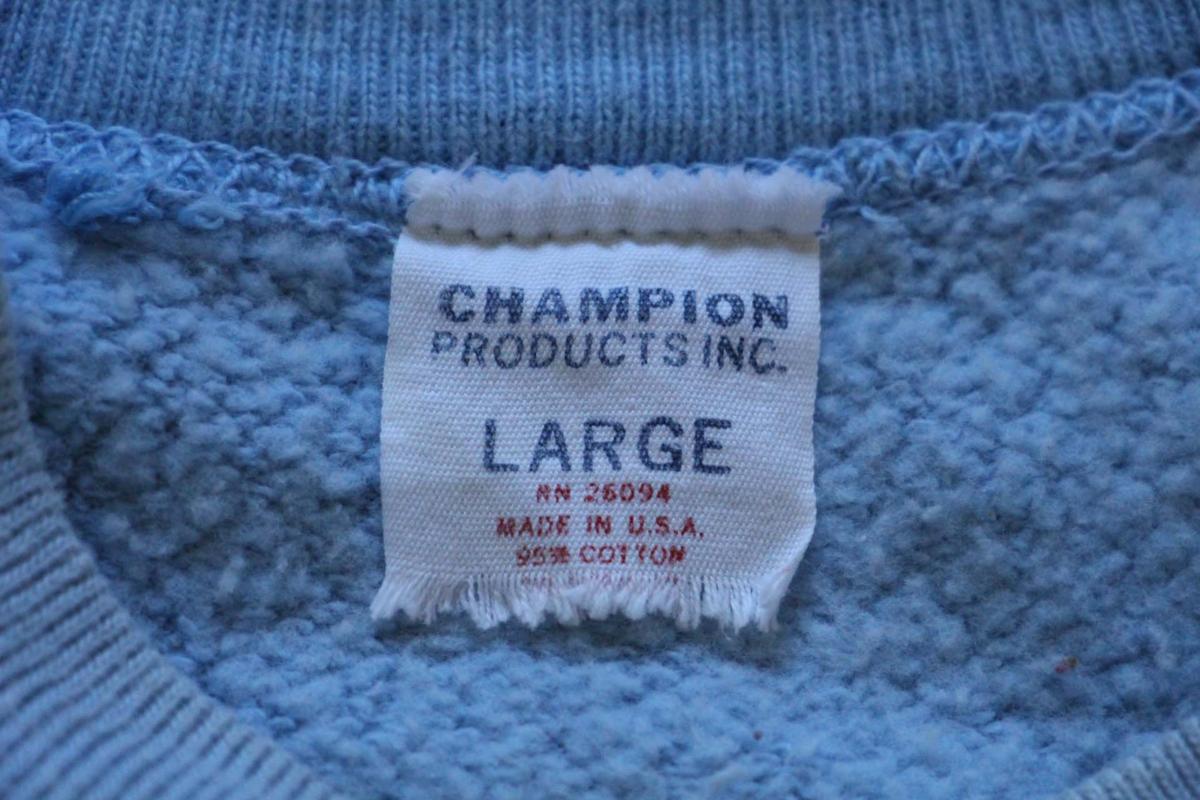 CHAMPION
PRODUCTS INC.
LARGE
RN 26094
MADE IN U.S.A.
95% COTTON